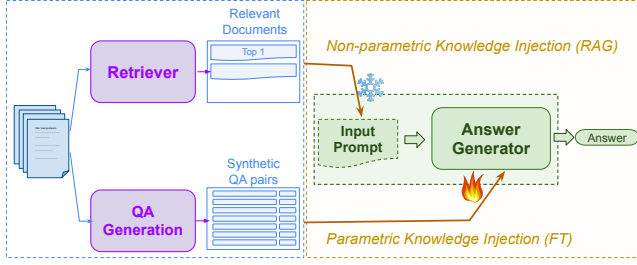 Relevant
Documents
Retriever
Top 1
Non-parametric Knowledge Injection (RAG)
Input
Prompt
Answer
Generator
Answer
Synthetic
QA pairs
QA
Generation
Parametric Knowledge Injection (FT)